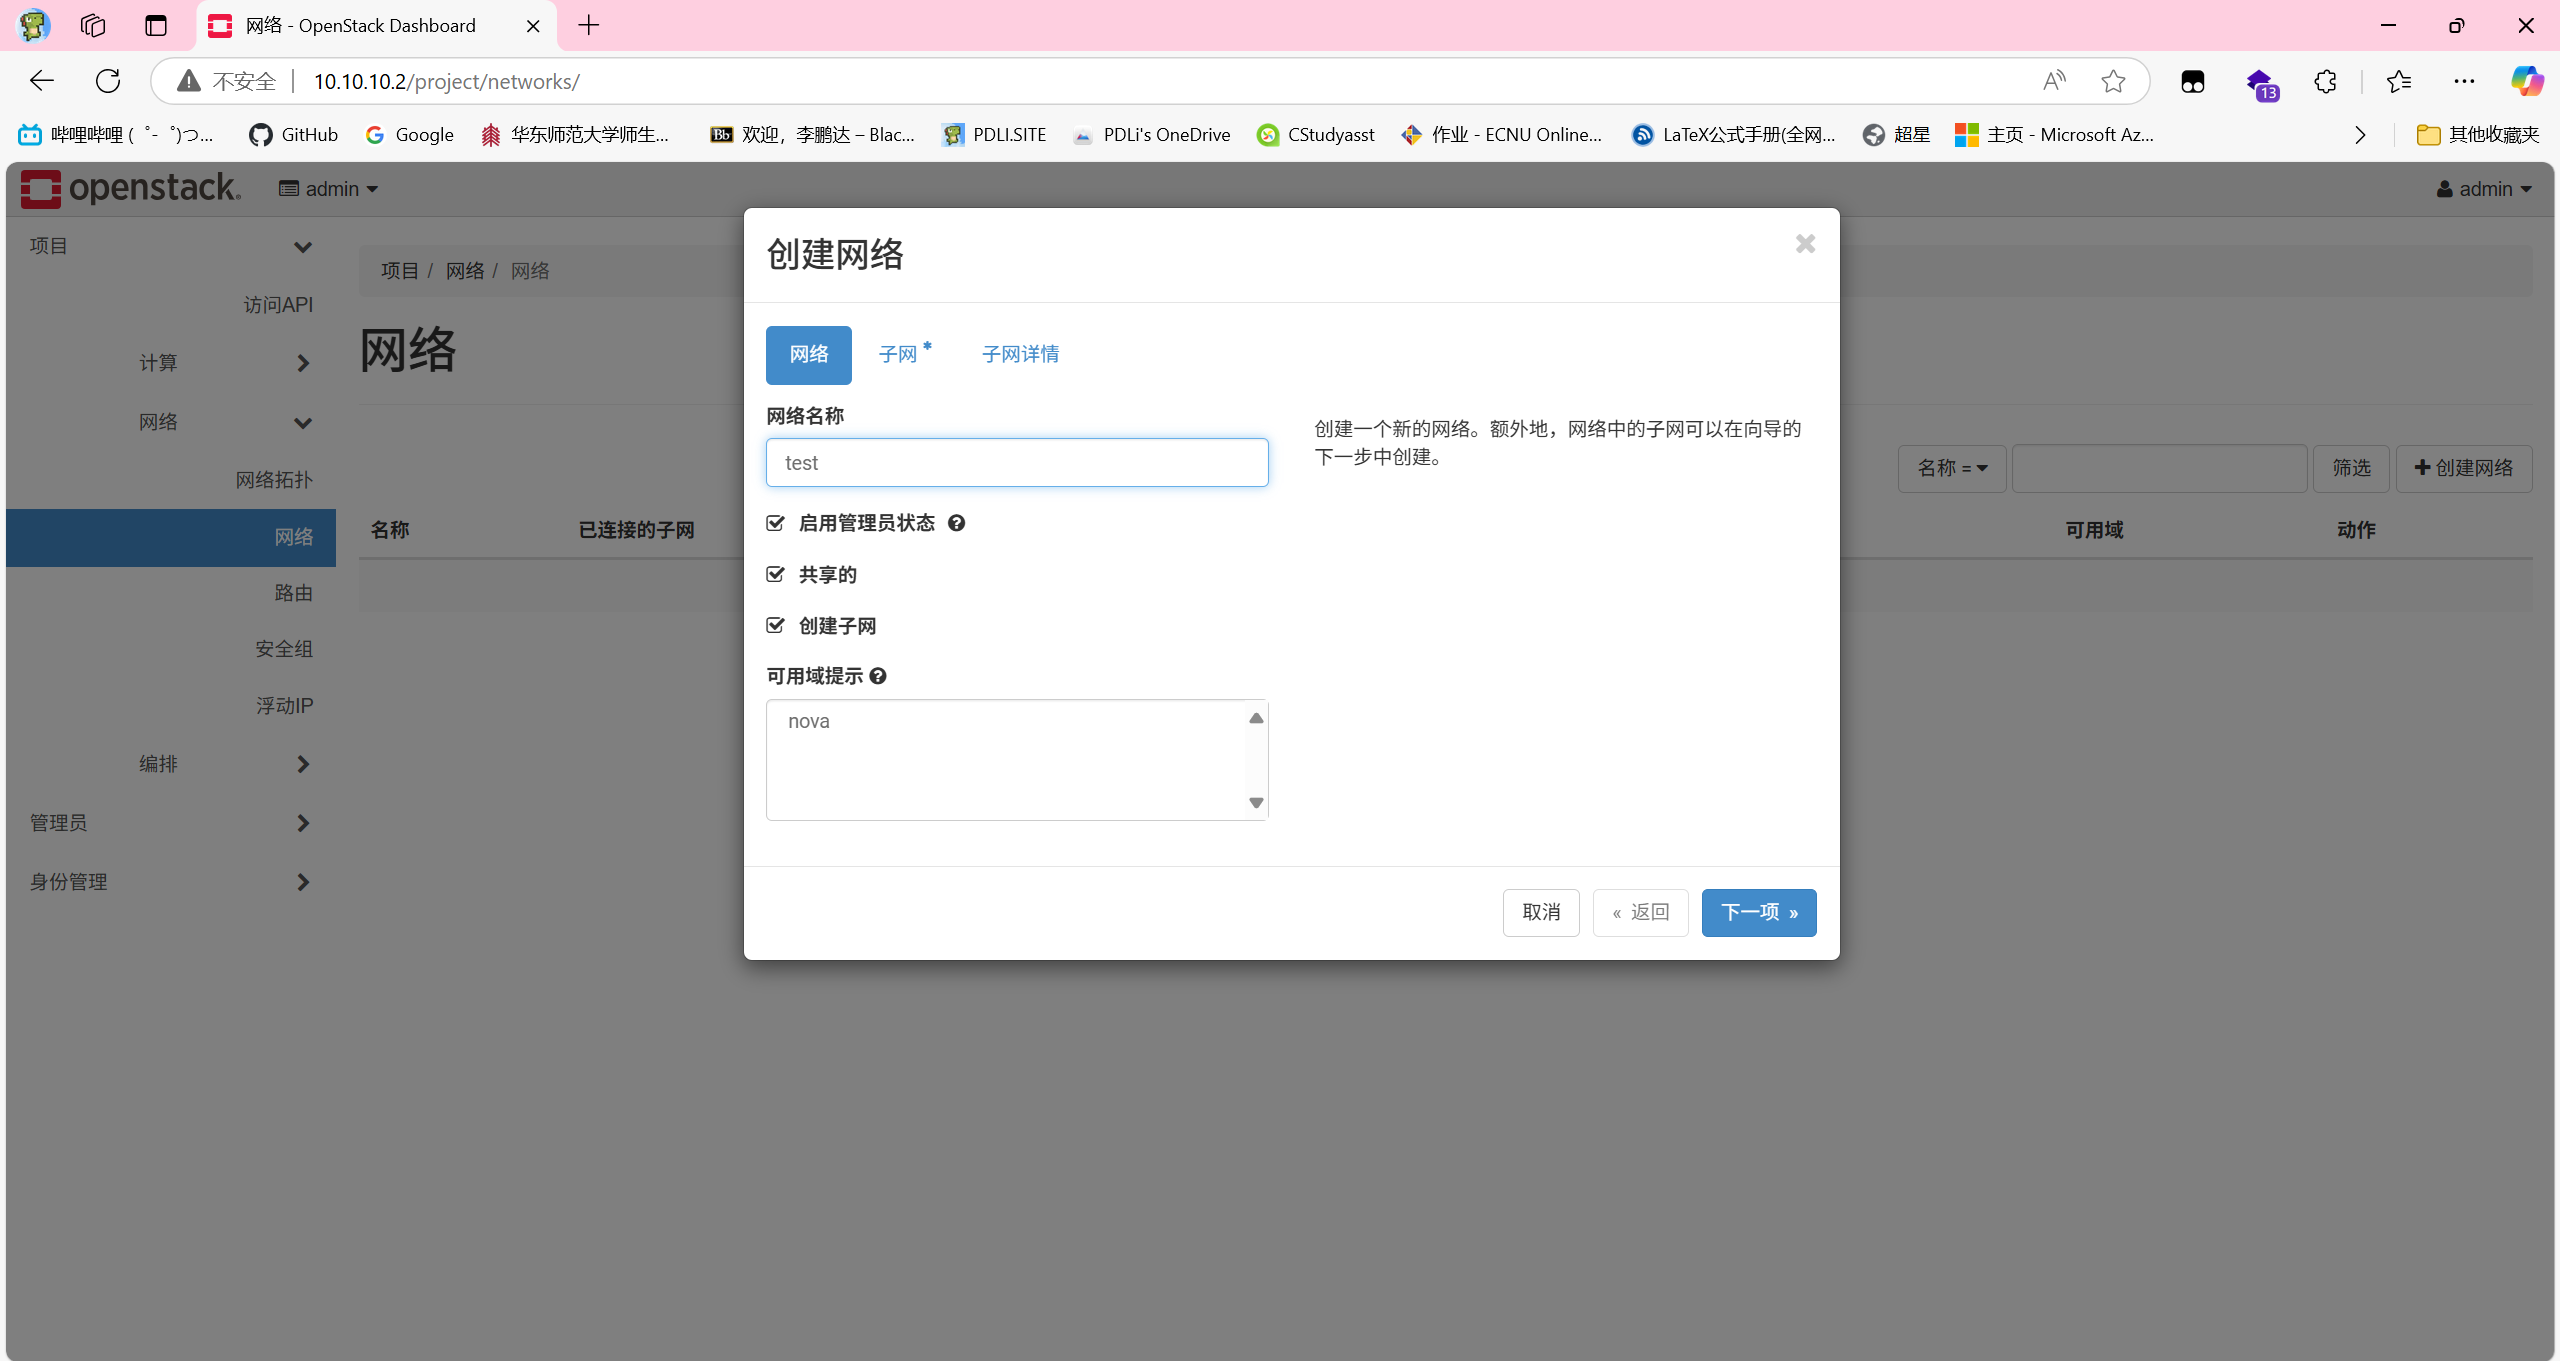 网络 - OpenStack Dashboard
不安全 10.10.10.2/project/networks/
13
哔哩哔哩 (゜-゜)つ... GitHub Google 华东师范大学师生... Bb 欢迎，李鹏达 – Blac... PDLI.SITE PDLi's OneDrive CStudyasst 作业 - ECNU Online... LaTeX公式手册(全网... 超星 主页 - Microsoft Az... 其他收藏夹
openstack. admin admin
项目
访问API
计算
网络
网络拓扑
网络
路由
安全组
浮动IP
编排
管理员
身份管理
项目 / 网络 / 网络
网络
名称 = 筛选 创建网络
名称 已连接的子网 可用域 动作
创建网络
网络 子网 * 子网详情
网络名称
test
启用管理员状态
共享的
创建子网
可用域提示
nova
创建一个新的网络。额外地，网络中的子网可以在向导的
下一步中创建。
取消 « 返回 下一项 »